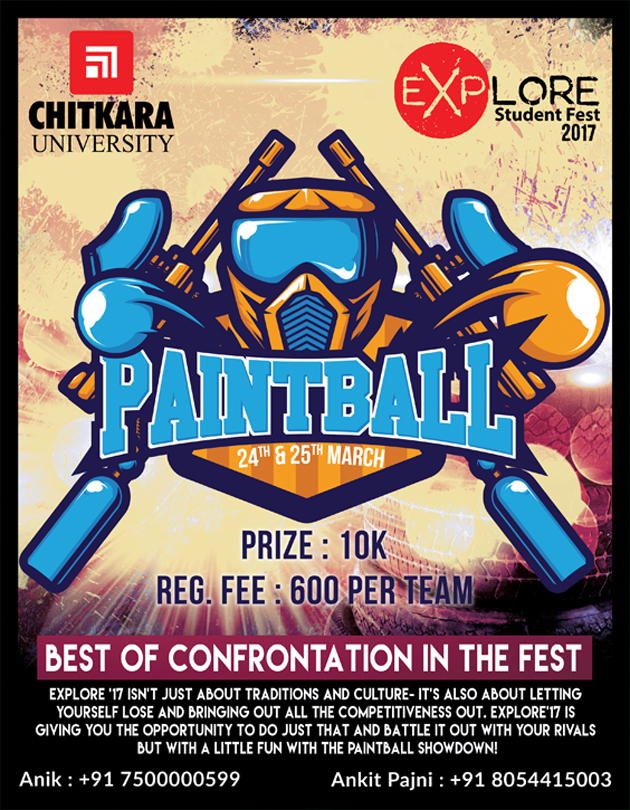 CHITKARA
UNIVERSITY
EXPLORE
Student Fest
2017
PAINTBALL
24TH & 25TH MARCH
PRIZE : 10K
REG. FEE : 600 PER TEAM
BEST OF CONFRONTATION IN THE FEST
EXPLORE '17 ISN'T JUST ABOUT TRADITIONS AND CULTURE- IT'S ALSO ABOUT LETTING
YOURSELF LOSE AND BRINGING OUT ALL THE COMPETITIVENESS OUT. EXPLORE'17 IS
GIVING YOU THE OPPORTUNITY TO DO JUST THAT AND BATTLE IT OUT WITH YOUR RIVALS
BUT WITH A LITTLE FUN WITH THE PAINTBALL SHOWDOWN!
Anik : +91 7500000599
Ankit Pajni : +91 8054415003